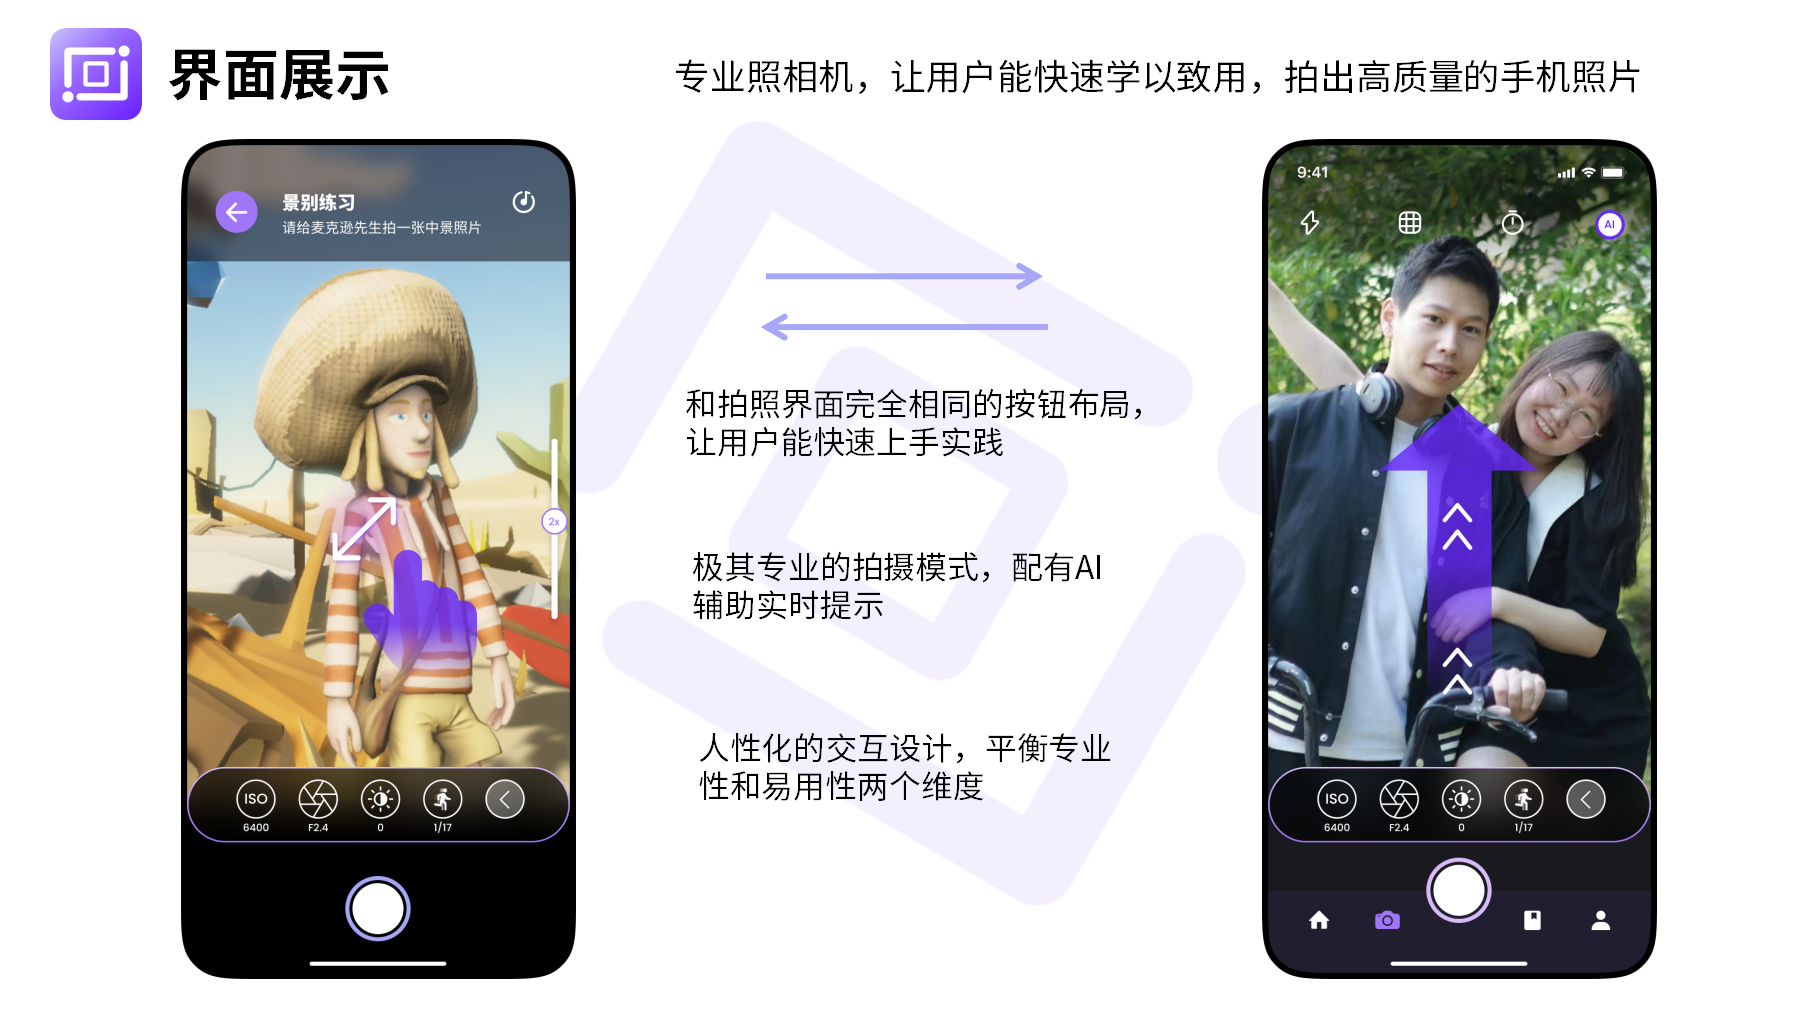 界面展示
专业照相机，让用户能快速学以致用，拍出高质量的手机照片
景别练习
请给麦克逊先生拍一张中景照片
2x
ISO
6400
F2.4
0
1/17
和拍照界面完全相同的按钮布局，
让用户能快速上手实践
极其专业的拍摄模式，配有AI
辅助实时提示
人性化的交互设计，平衡专业
性和易用性两个维度
9:41
AI
ISO
6400
F2.4
0
1/17